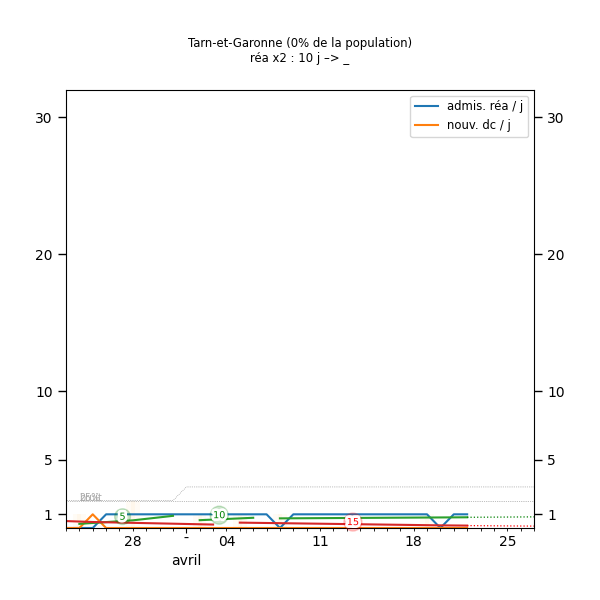 Tarn-et-Garonne (0% de la population)
réa x2 : 10 j –> _
admis. réa / j
nouv. dc / j
30 30
20 20
10 10
5 5
1 1
5 10 15
28 - 04 11 18 25
avril